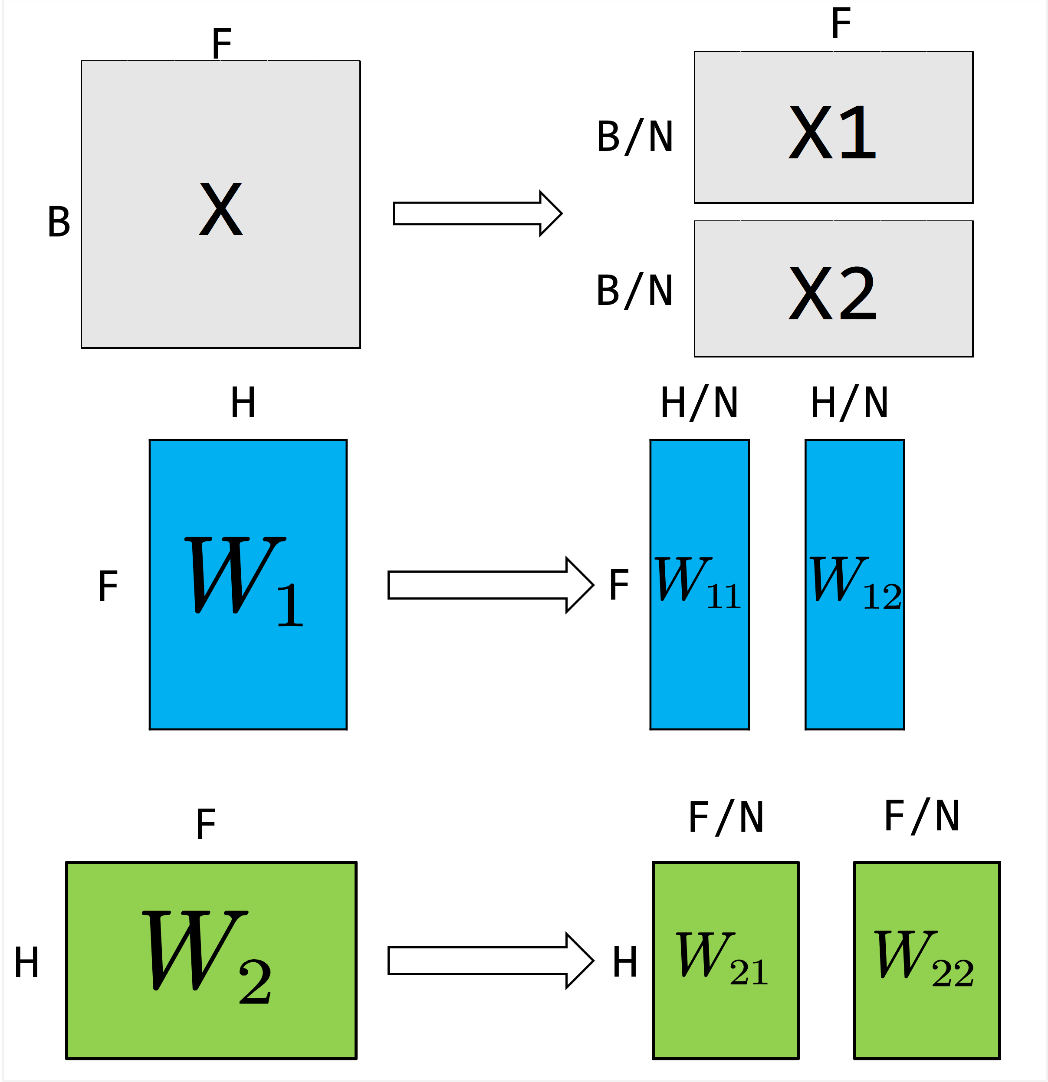 F
B
X
F
B/N
X1
B/N
X2
H
F
W₁
H/N
H/N
F
W₁₁
W₁₂
F
H
W₂
F/N
F/N
H
W₂₁
W₂₂